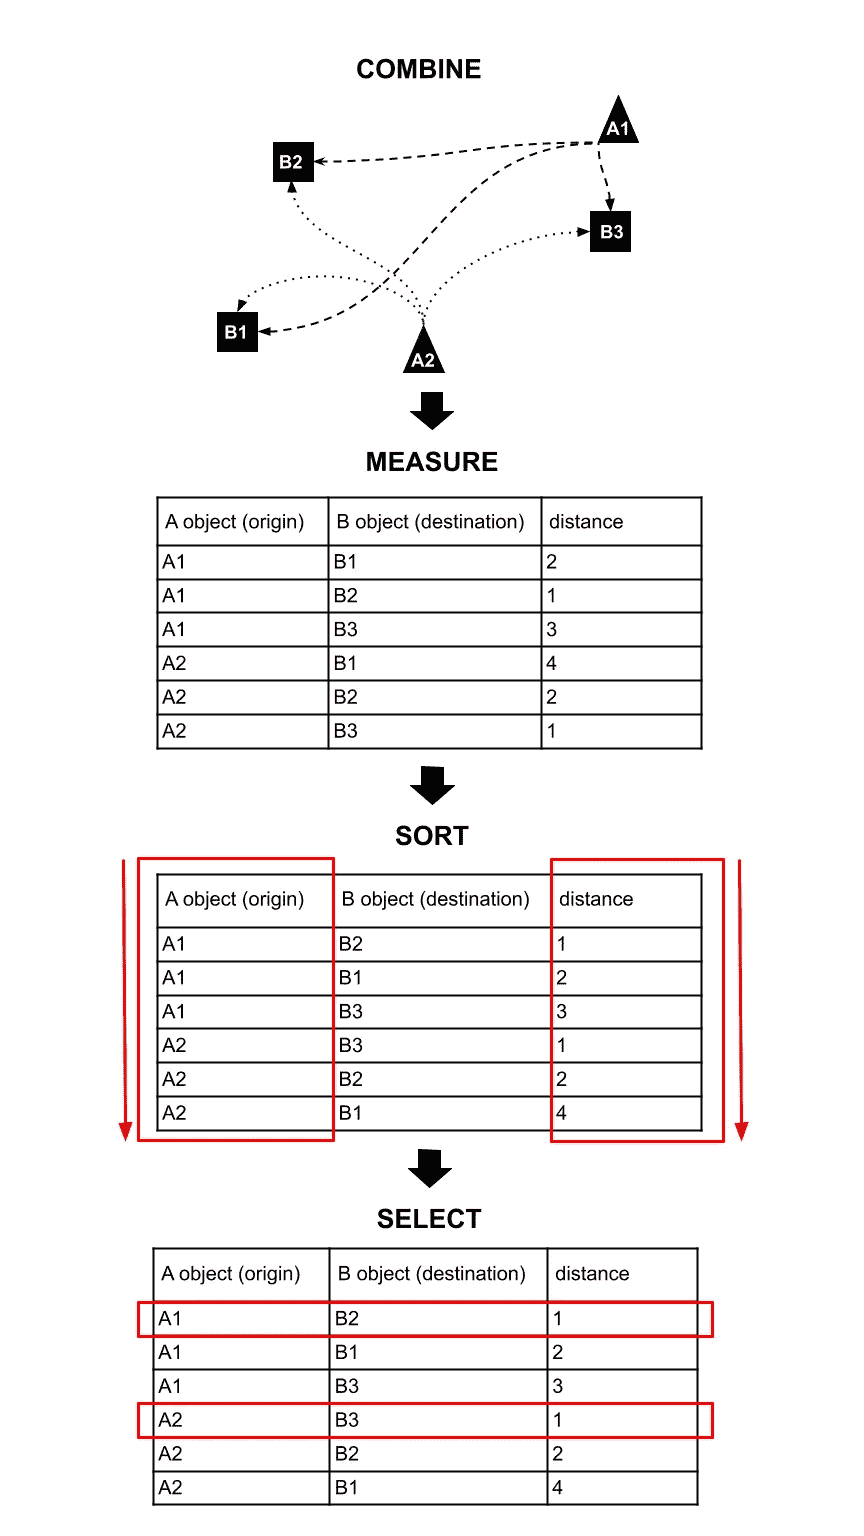 COMBINE
A1
B2
B3
B1
A2
MEASURE
A object (origin) B object (destination) distance
A1 B1 2
A1 B2 1
A1 B3 3
A2 B1 4
A2 B2 2
A2 B3 1
SORT
A object (origin) B object (destination) distance
A1 B2 1
A1 B1 2
A1 B3 3
A2 B3 1
A2 B2 2
A2 B1 4
SELECT
A object (origin) B object (destination) distance
A1 B2 1
A1 B1 2
A1 B3 3
A2 B3 1
A2 B2 2
A2 B1 4